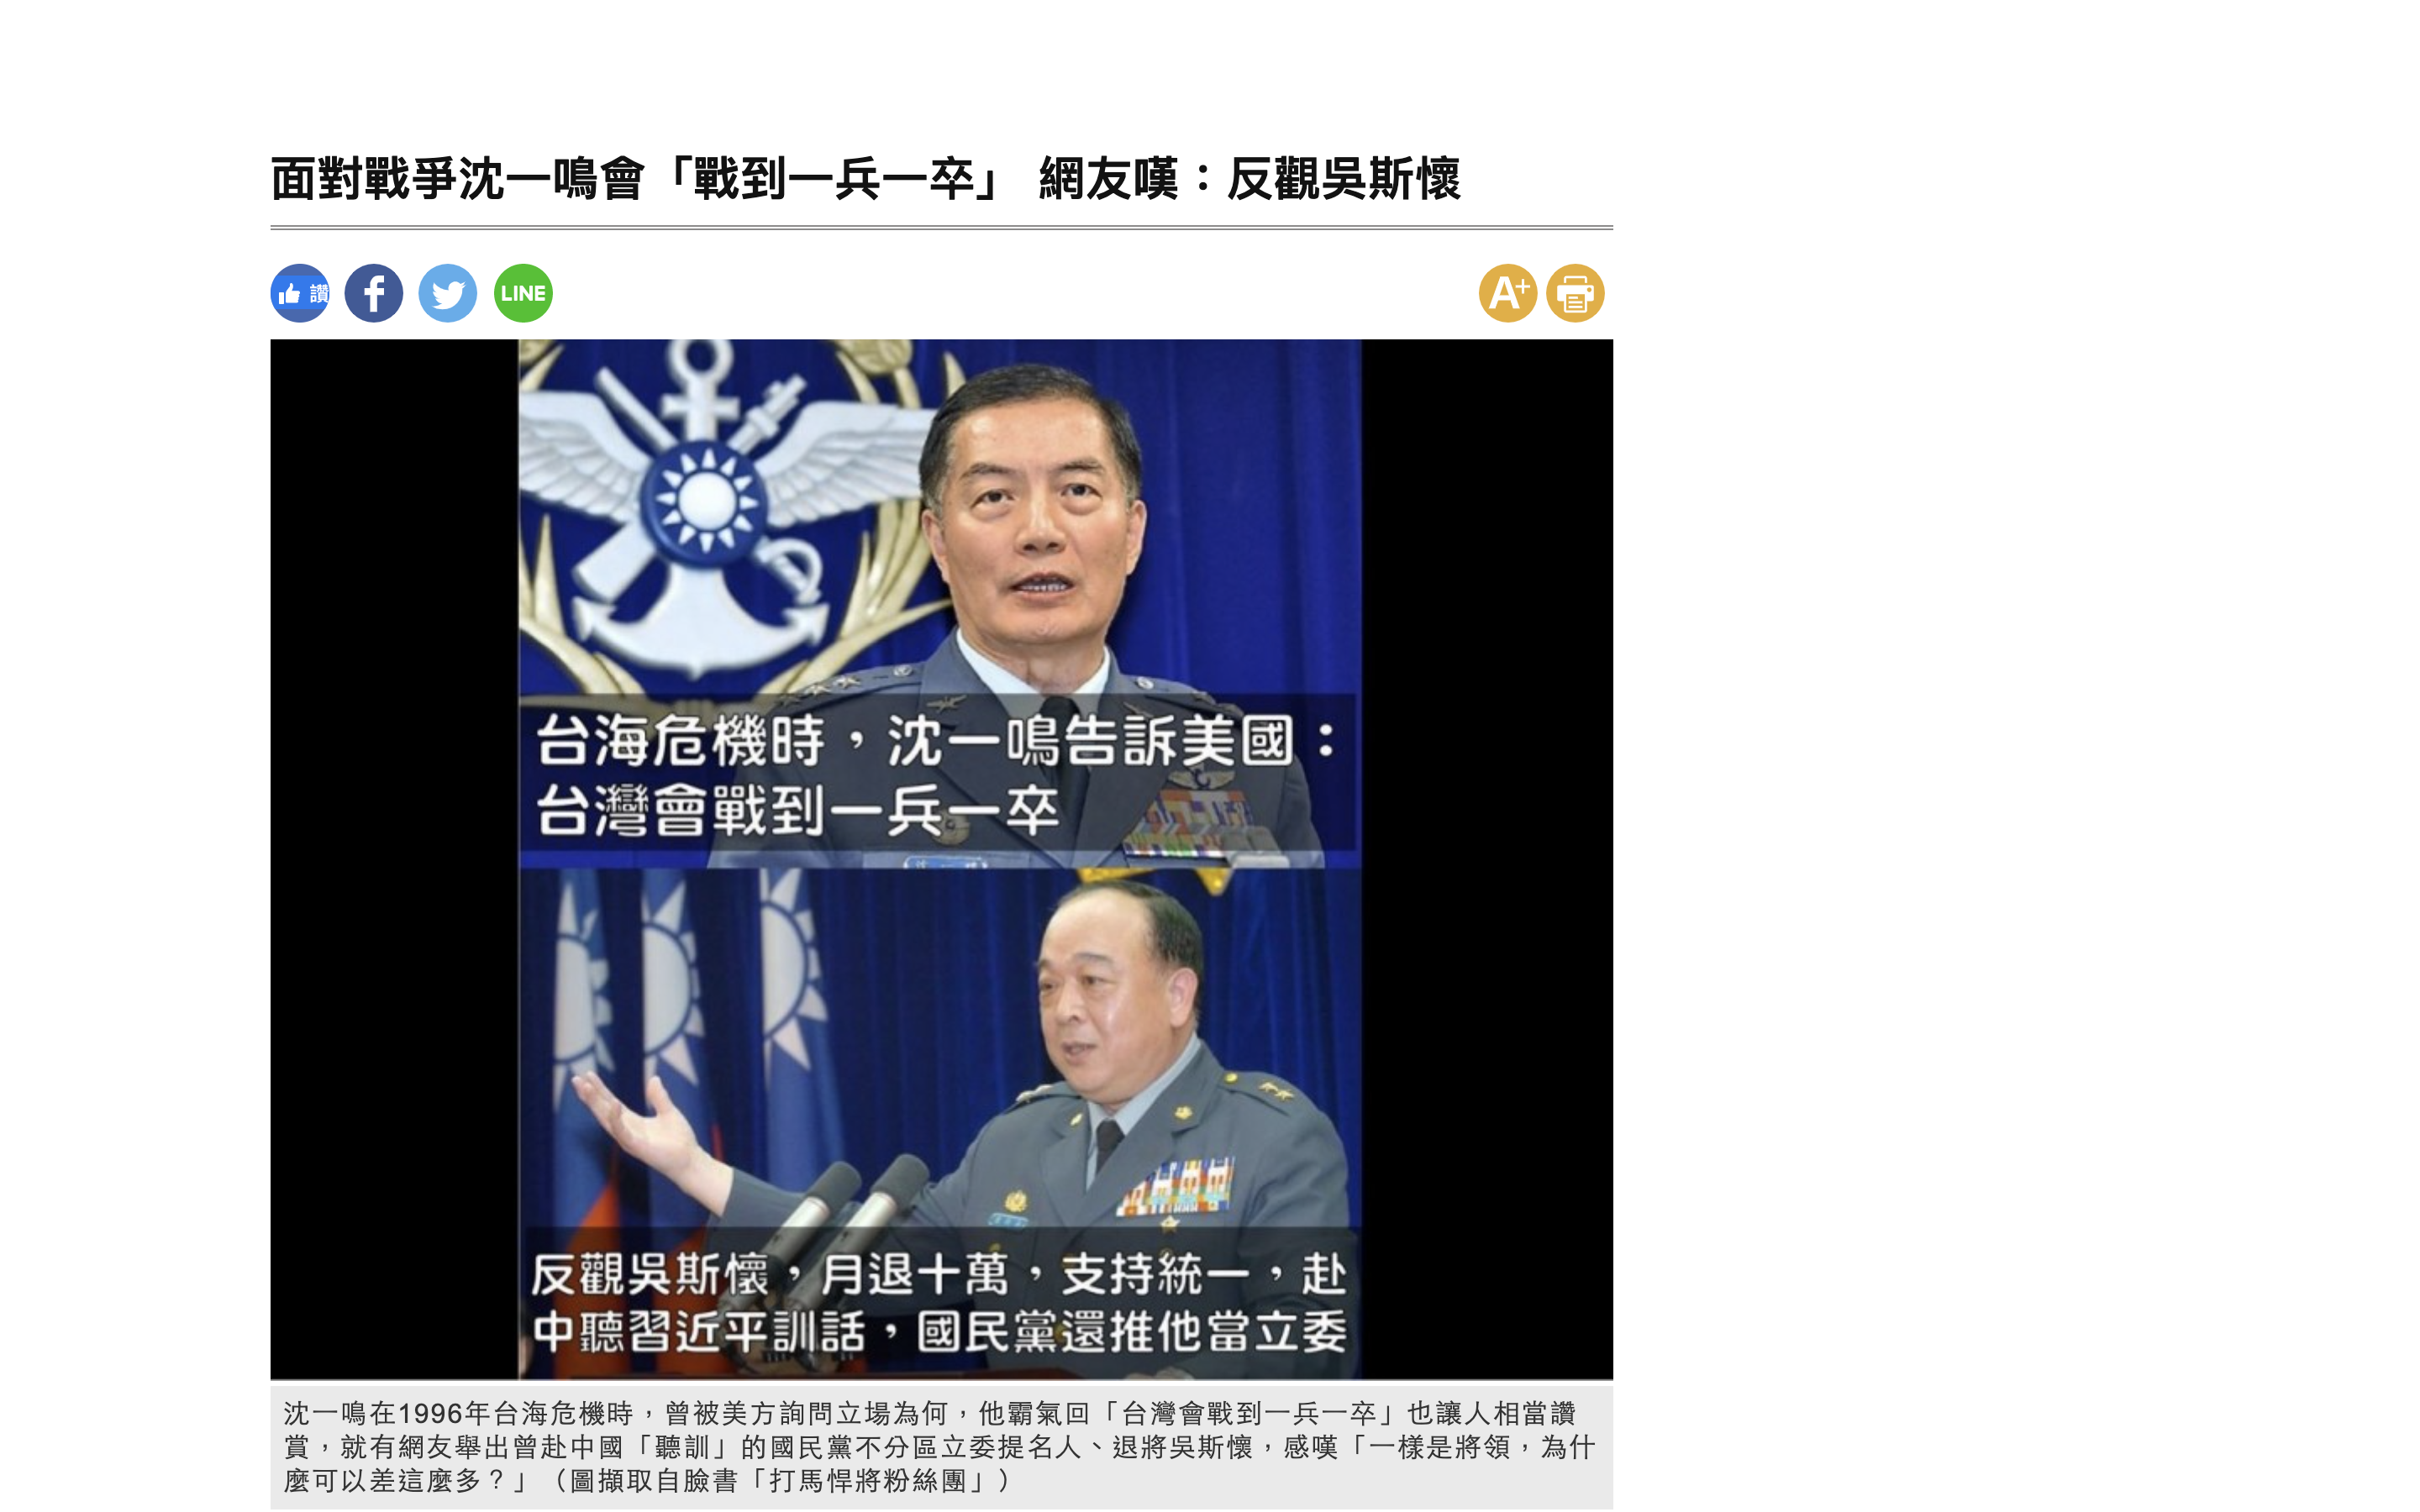 面對戰爭沈一鳴會「戰到一兵一卒」 網友嘆：反觀吳斯懷
讚
LINE
A+
台海危機時，沈一鳴告訴美國：
台灣會戰到一兵一卒
反觀吳斯懷，月退十萬，支持統一，赴
中聽習近平訓話，國民黨還推他當立委
沈一鳴在1996年台海危機時，曾被美方詢問立場為何，他霸氣回「台灣會戰到一兵一卒」也讓人相當讚
賞，就有網友舉出曾赴中國「聽訓」的國民黨不分區立委提名人、退將吳斯懷，感嘆「一樣是將領，為什
麼可以差這麼多？」（圖擷取自臉書「打馬悍將粉絲團」）